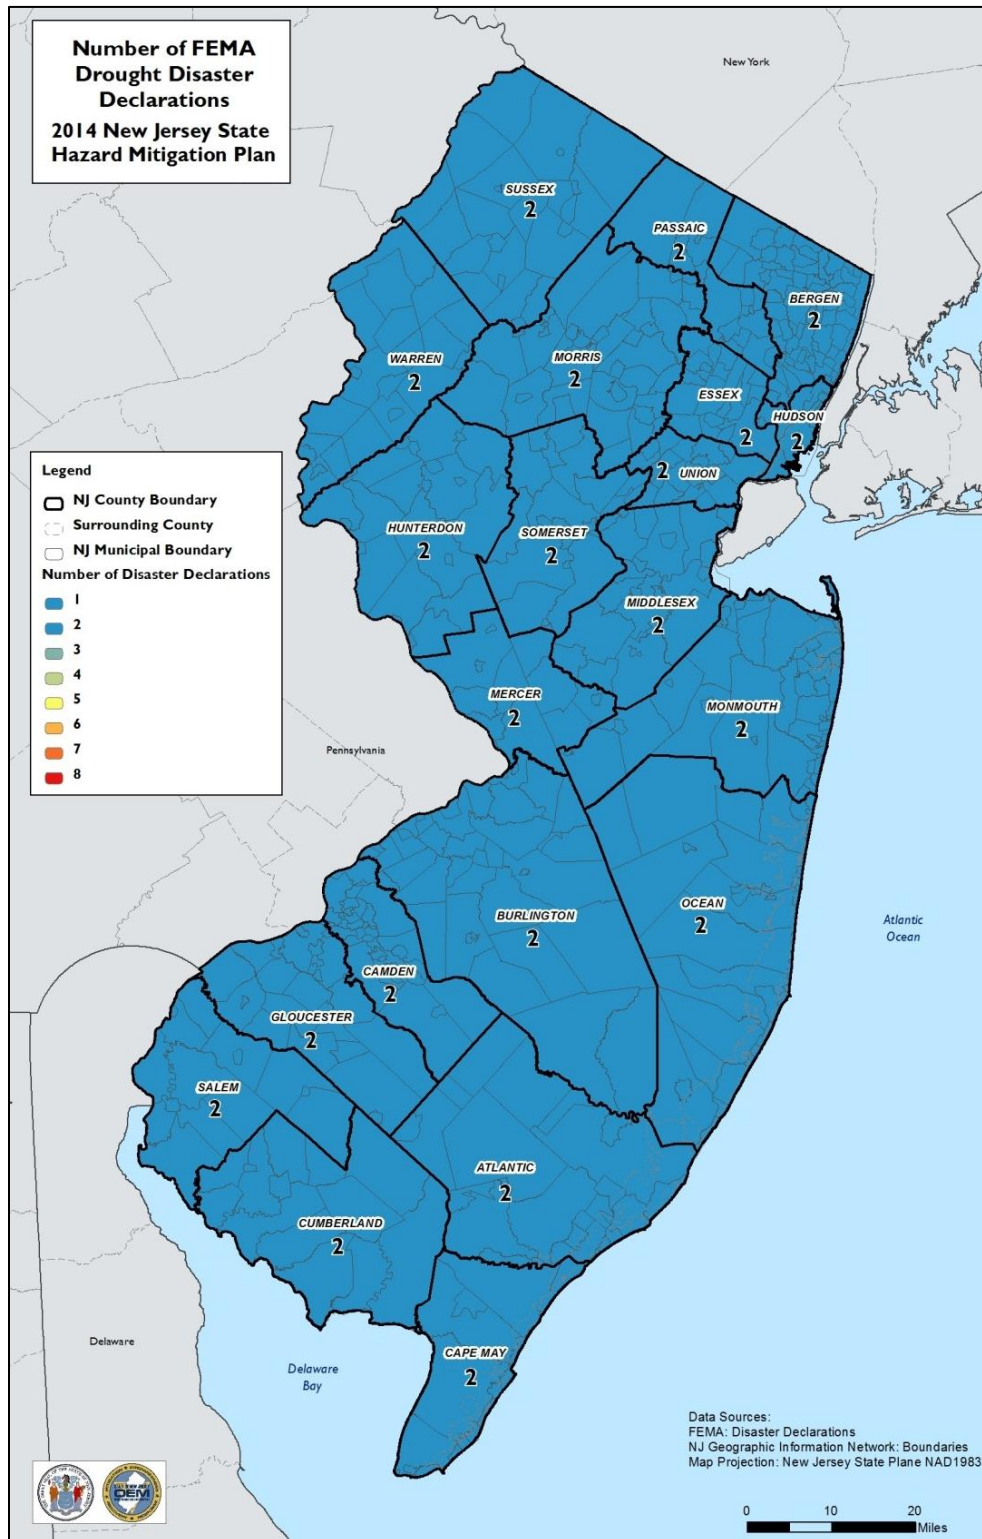 Number of FEMA
Drought Disaster
Declarations
2014 New Jersey State
Hazard Mitigation Plan
New York
SUSSEX
2
PASSAIC
2
BERGEN
2
WARREN
2
MORRIS
2
ESSEX
2
HUDSON
2
2 UNION
Legend
NJ County Boundary
Surrounding County
NJ Municipal Boundary
Number of Disaster Declarations
1
2
3
4
5
6
7
8
HUNTERDON
2
SOMERSET
2
MIDDLESEX
2
MERCER
2
MONMOUTH
2
Pennsylvania
BURLINGTON
2
OCEAN
2
Atlantic
Ocean
CAMDEN
2
GLOUCESTER
2
SALEM
2
ATLANTIC
2
CUMBERLAND
2
Delaware
Delaware
Bay
CAPE MAY
2
Data Sources:
FEMA: Disaster Declarations
NJ Geographic Information Network: Boundaries
Map Projection: New Jersey State Plane NAD1983
OEM
0 10 20
Miles